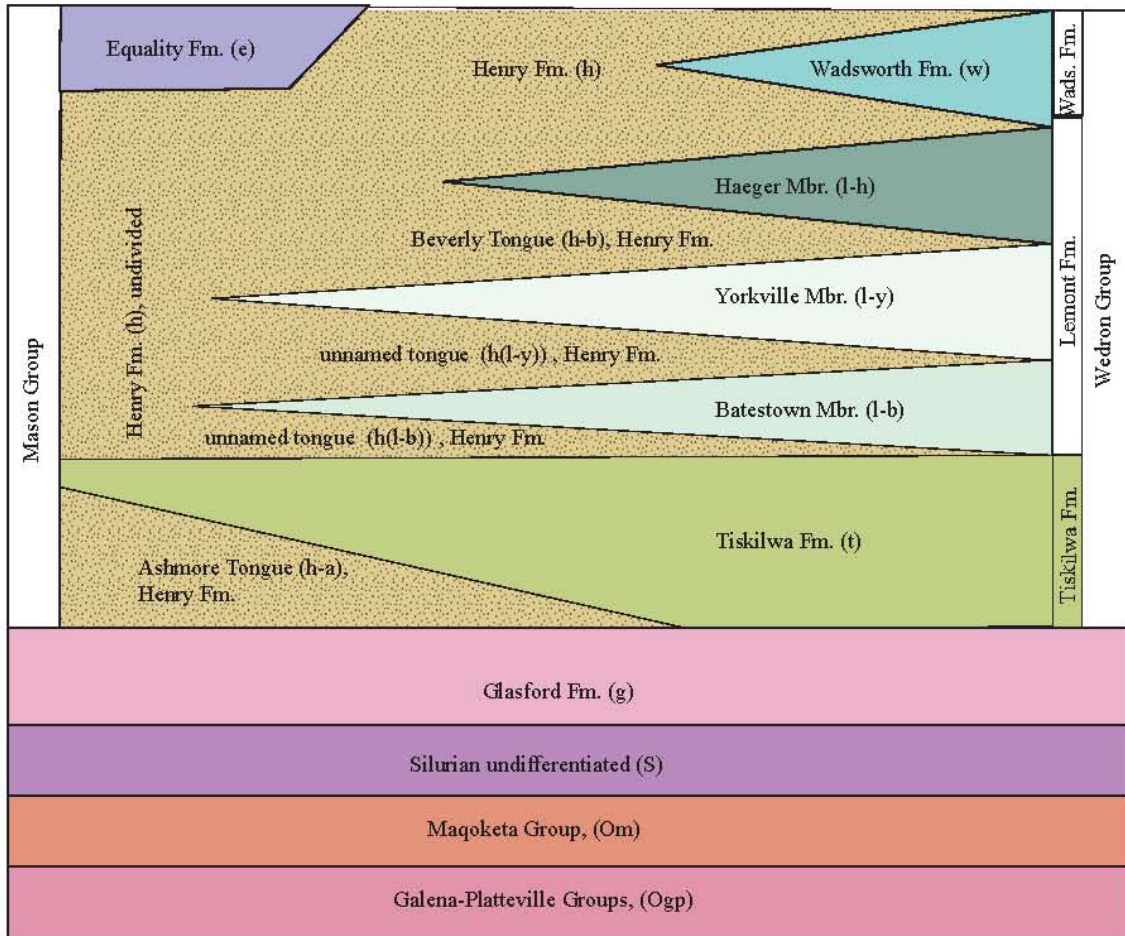 Equality Fm. (e)
Henry Fm. (h)
Wadsworth Fm. (w)
Wads. Fm.
Haeger Mbr. (l-h)
Beverly Tongue (h-b), Henry Fm.
Yorkville Mbr. (l-y)
Lemont Fm.
Wedron Group
Mason Group
Henry Fm. (h), undivided
unnamed tongue (h(l-y)) , Henry Fm.
Batestown Mbr. (l-b)
unnamed tongue (h(l-b)) , Henry Fm.
Tiskilwa Fm. (t)
Tiskilwa Fm.
Ashmore Tongue (h-a),
Henry Fm.
Glasford Fm. (g)
Silurian undifferentiated (S)
Maqoketa Group, (Om)
Galena-Platteville Groups, (Ogp)